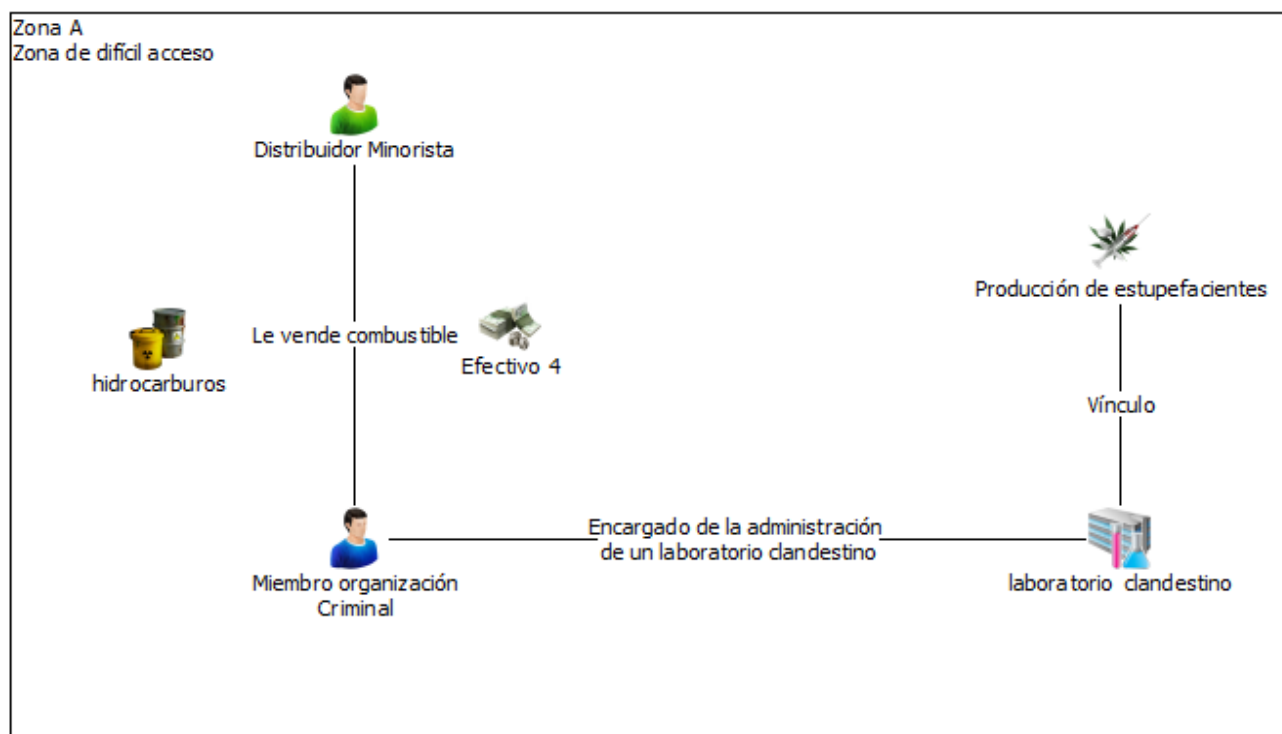 Zona A
Zona de difícil acceso
Distribuidor Minorista
Producción de estupefacientes
Le vende combustible
Efectivo 4
hidrocarburos
Vínculo
Encargado de la administración
de un laboratorio clandestino
Miembro organización
Criminal
laboratorio clandestino